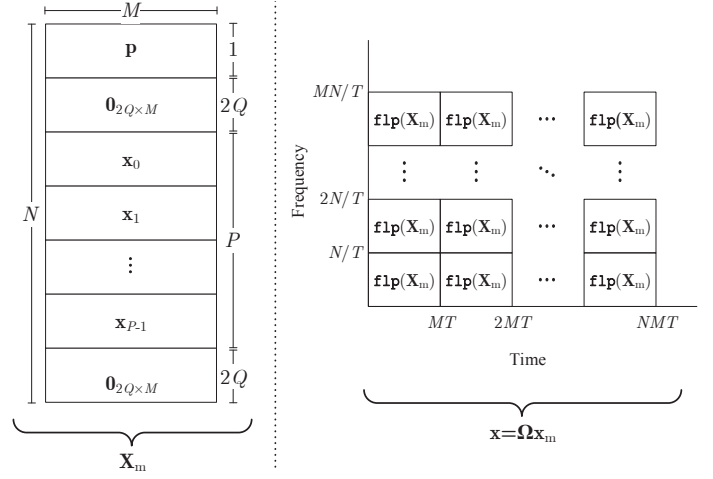 M
p
1
0_{2Q×M}
2Q
x_0
x_1
⋮
x_{P-1}
P
N
0_{2Q×M}
2Q
X_m
Frequency
MN/T
flp(X_m) flp(X_m) ⋯ flp(X_m)
⋮ ⋮ ⋱ ⋮
2N/T
flp(X_m) flp(X_m) ⋯ flp(X_m)
N/T
flp(X_m) flp(X_m) ⋯ flp(X_m)
MT 2MT NMT
Time
x=Ωx_m